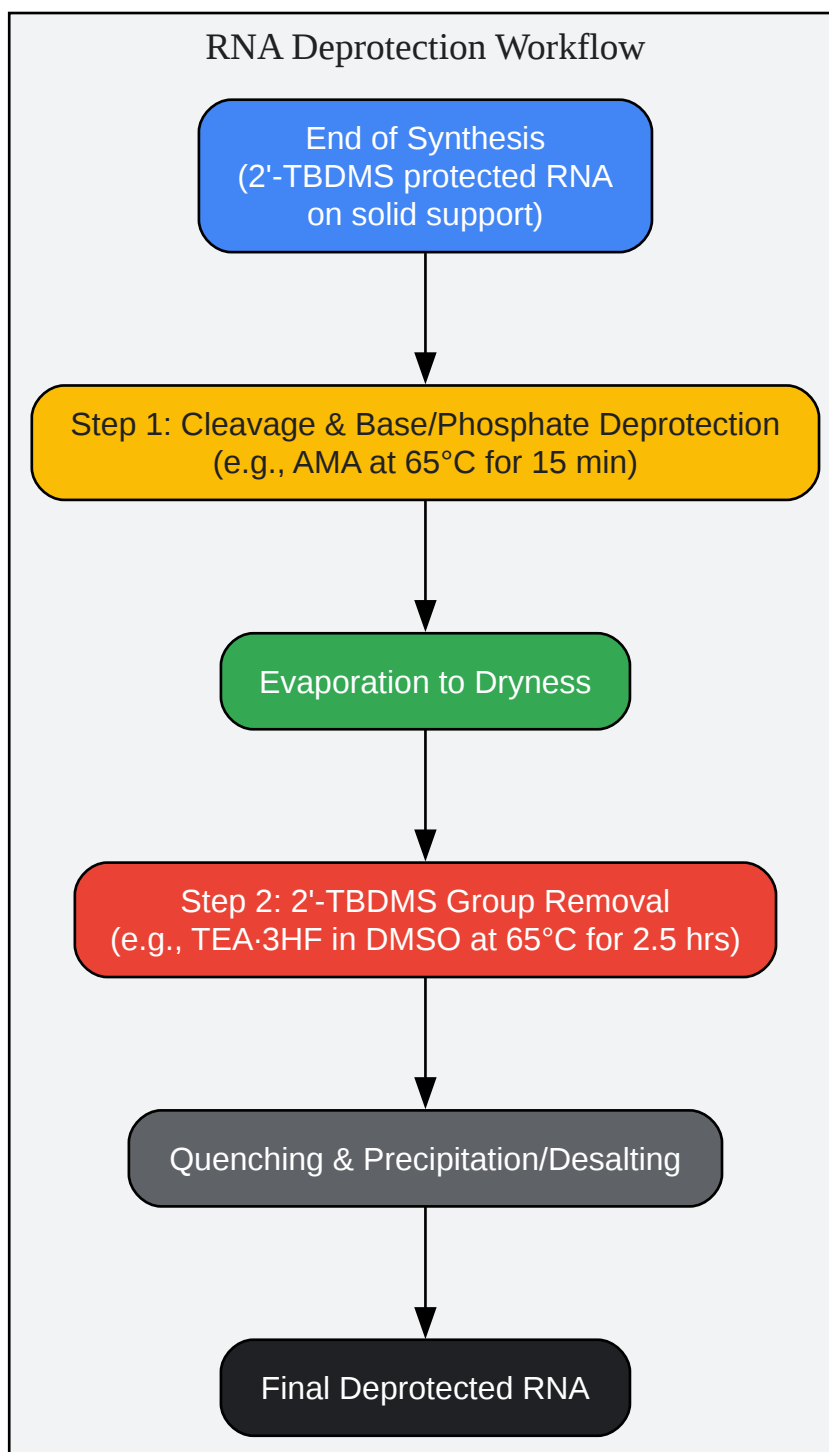 RNA Deprotection Workflow
End of Synthesis
(2'-TBDMS protected RNA
on solid support)
Step 1: Cleavage & Base/Phosphate Deprotection
(e.g., AMA at 65°C for 15 min)
Evaporation to Dryness
Step 2: 2'-TBDMS Group Removal
(e.g., TEA·3HF in DMSO at 65°C for 2.5 hrs)
Quenching & Precipitation/Desalting
Final Deprotected RNA